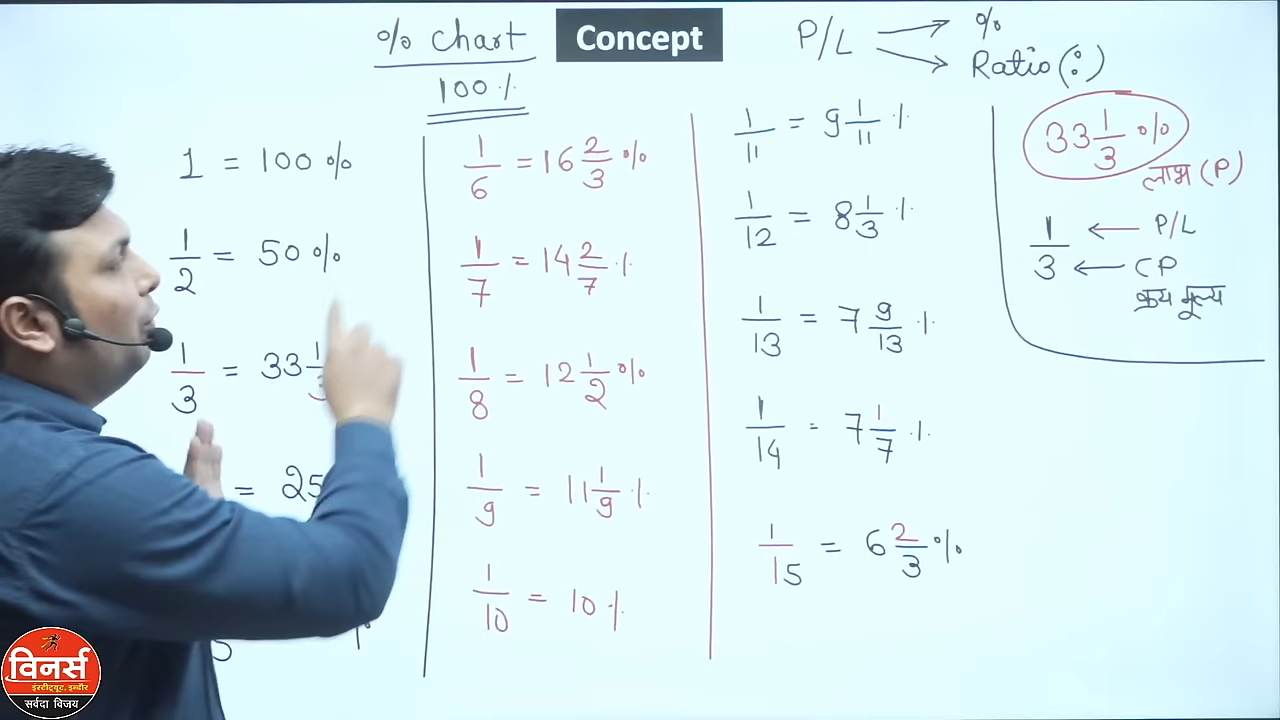 % Chart
100 %
Concept
P/L → %
→ Ratio (:)
1 = 100 %
1/2 = 50 %
1/3 = 33 1/3
= 25
5 %
1/6 = 16 2/3 %
1/7 = 14 2/7 %
1/8 = 12 1/2 %
1/9 = 11 1/9 %
1/10 = 10 %
1/11 = 9 1/11 %
1/12 = 8 1/3 %
1/13 = 7 9/13 %
1/14 = 7 1/7 %
1/15 = 6 2/3 %
33 1/3 %
लाभ (P)
1 ← P/L
3 ← CP
क्रय मूल्य
विनर्स
इंस्टीट्यूट, इन्दौर
सर्वदा विजय